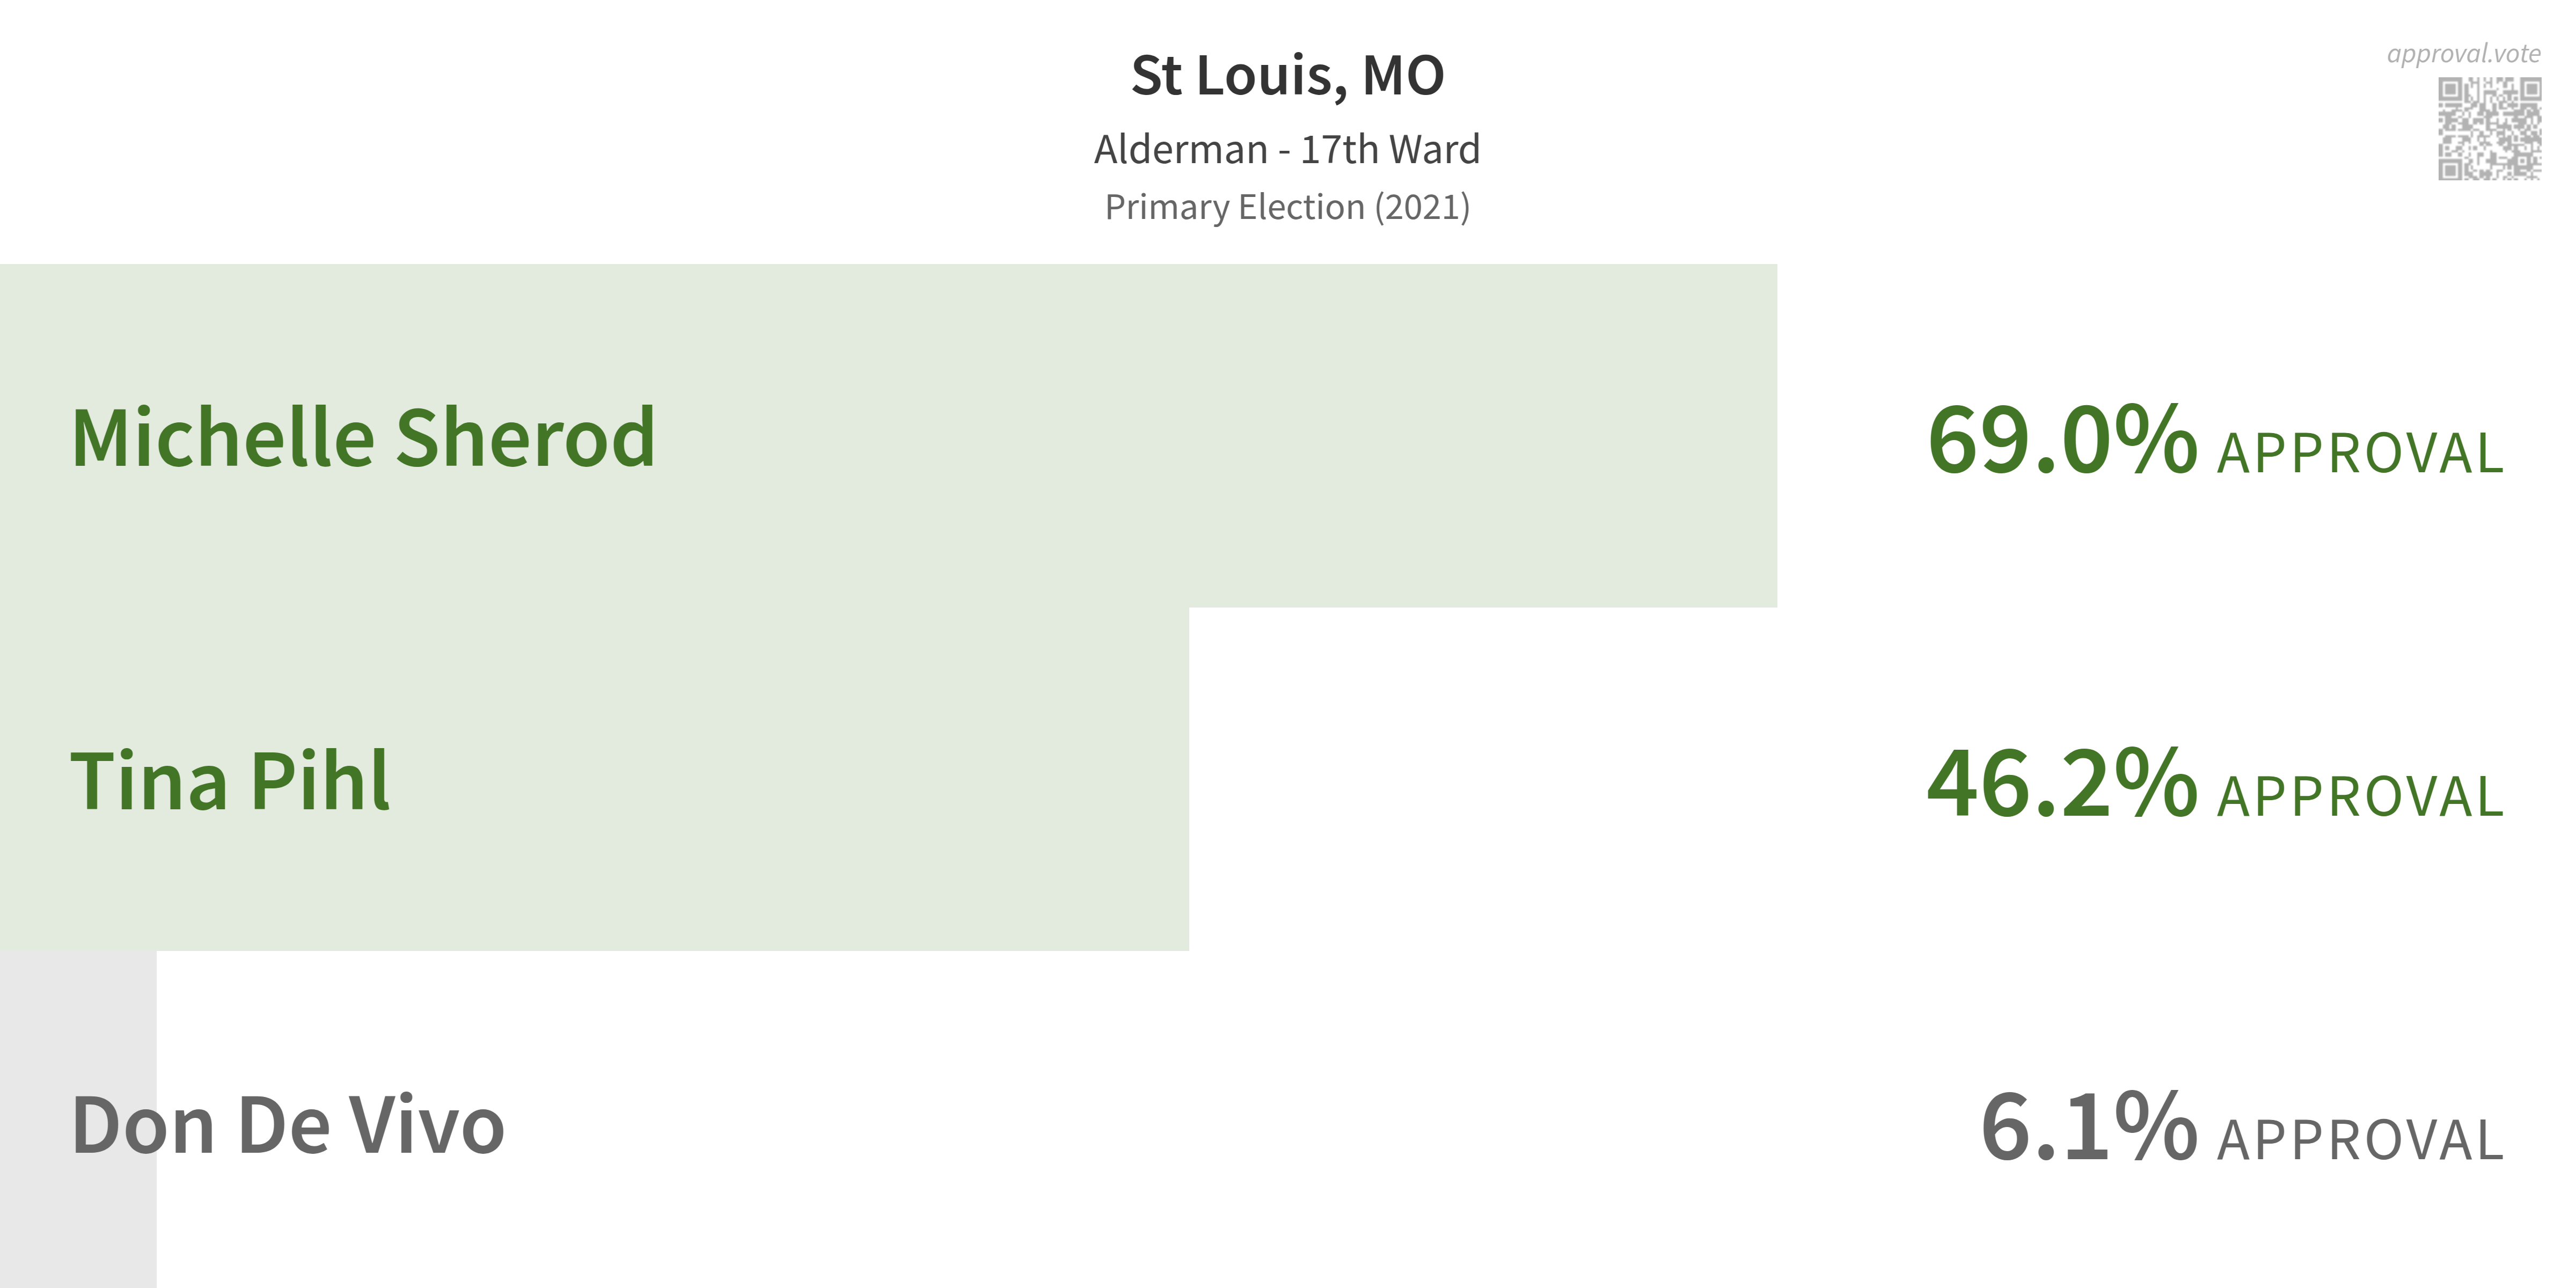 St Louis, MO
Alderman - 17th Ward
Primary Election (2021)
approval.vote
Michelle Sherod 69.0% APPROVAL
Tina Pihl 46.2% APPROVAL
Don De Vivo 6.1% APPROVAL